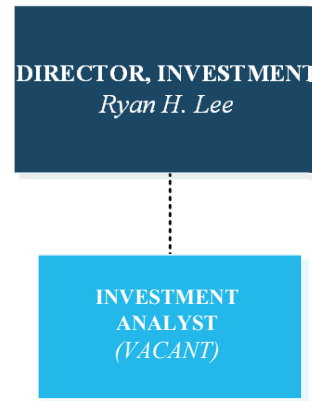 DIRECTOR, INVESTMENT
Ryan H. Lee
INVESTMENT
ANALYST
(VACANT)